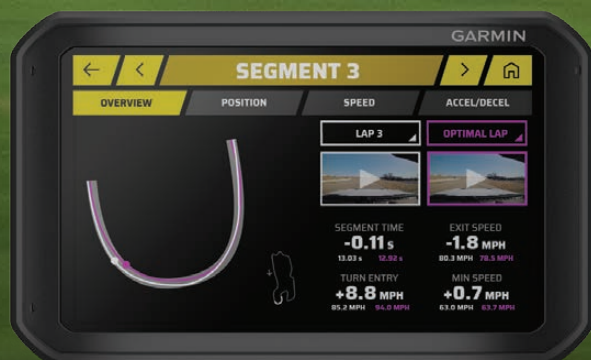 GARMIN
SEGMENT 3
OVERVIEW POSITION SPEED ACCEL/DECEL
LAP 3 OPTIMAL LAP
SEGMENT TIME EXIT SPEED
-0.11 s -1.8 MPH
13.03 s 12.92 s 80.3 MPH 78.5 MPH
TURN ENTRY MIN SPEED
+8.8 MPH +0.7 MPH
85.2 MPH 94.0 MPH 63.0 MPH 63.7 MPH